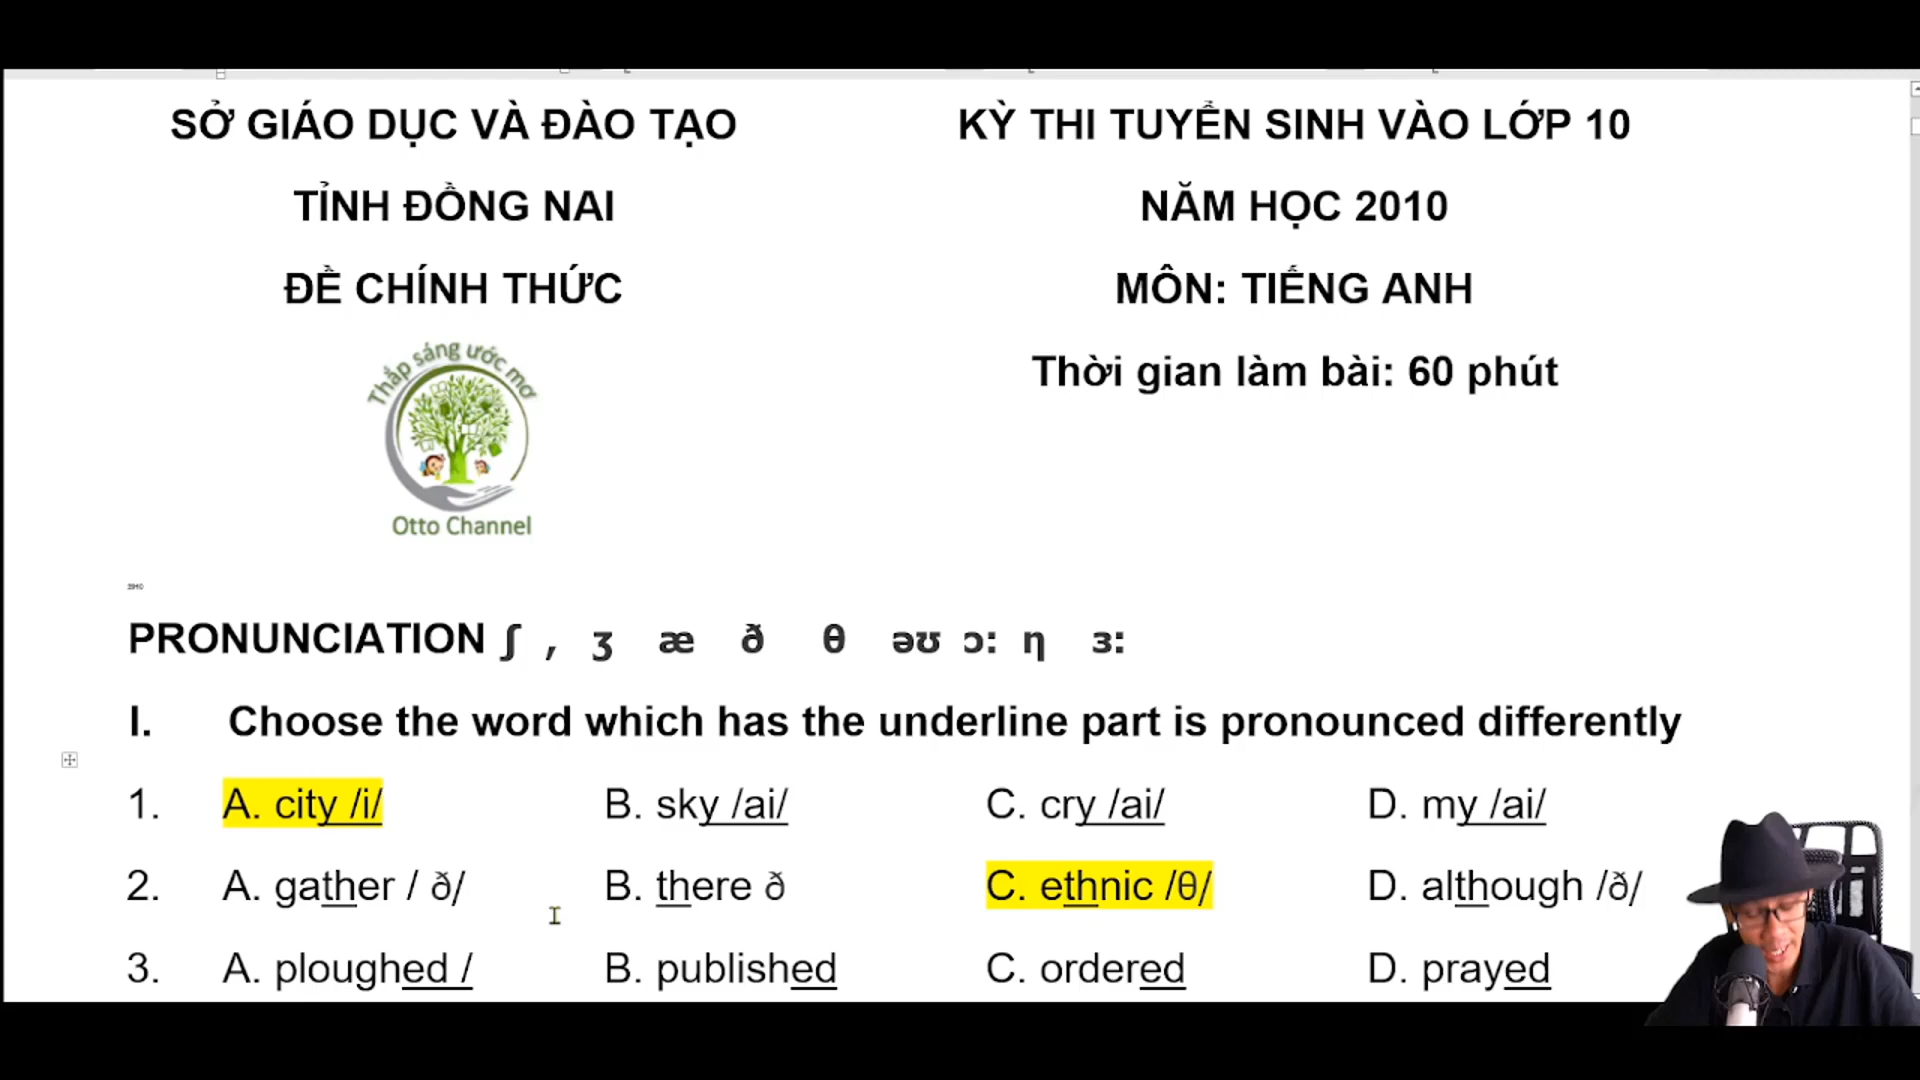 SỞ GIÁO DỤC VÀ ĐÀO TẠO
TỈNH ĐỒNG NAI
ĐỀ CHÍNH THỨC
KỲ THI TUYỂN SINH VÀO LỚP 10
NĂM HỌC 2010
MÔN: TIẾNG ANH
Thời gian làm bài: 60 phút
Thắp sáng ước mơ
Otto Channel
PRONUNCIATION ʃ , ʒ æ ð θ əʊ ɔ: η ɜ:
I. Choose the word which has the underline part is pronounced differently
1. A. city /i/ B. sky /ai/ C. cry /ai/ D. my /ai/
2. A. gather / ð/ B. there ð C. ethnic /θ/ D. although /ð/
3. A. ploughed / B. published C. ordered D. prayed